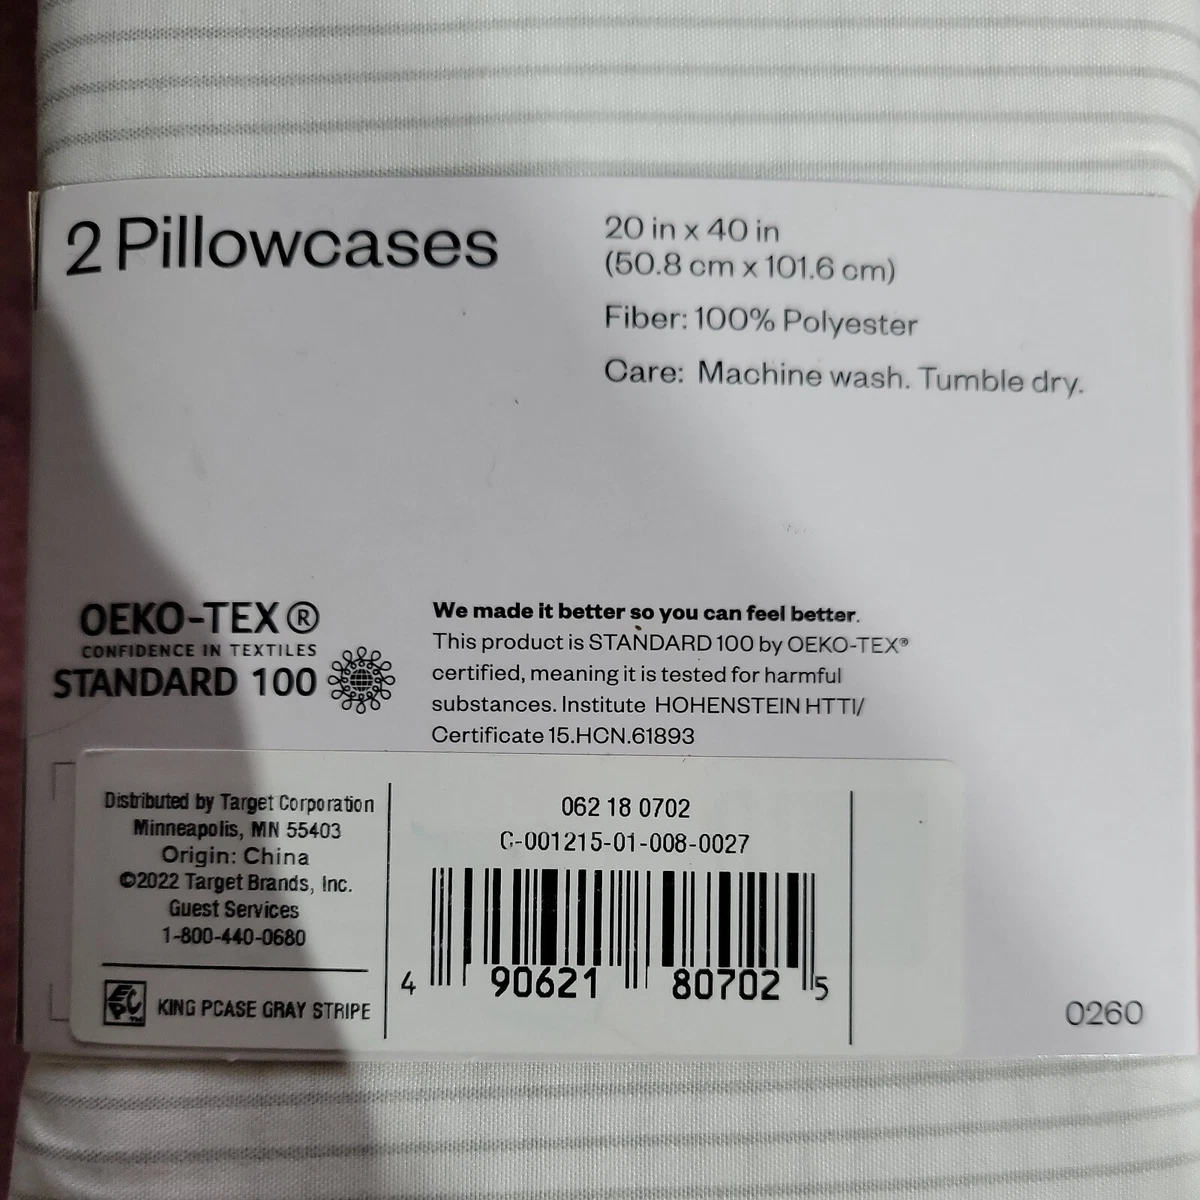 2 Pillowcases
20 in x 40 in
(50.8 cm x 101.6 cm)
Fiber: 100% Polyester
Care: Machine wash. Tumble dry.
OEKO-TEX®
CONFIDENCE IN TEXTILES
STANDARD 100
We made it better so you can feel better.
This product is STANDARD 100 by OEKO-TEX®
certified, meaning it is tested for harmful
substances. Institute HOHENSTEIN HTTI/
Certificate 15.HCN.61893
Distributed by Target Corporation
Minneapolis, MN 55403
Origin: China
©2022 Target Brands, Inc.
Guest Services
1-800-440-0680
EPC™
KING PCASE GRAY STRIPE
062 18 0702
C-001215-01-008-0027
4 90621 80702 5
0260